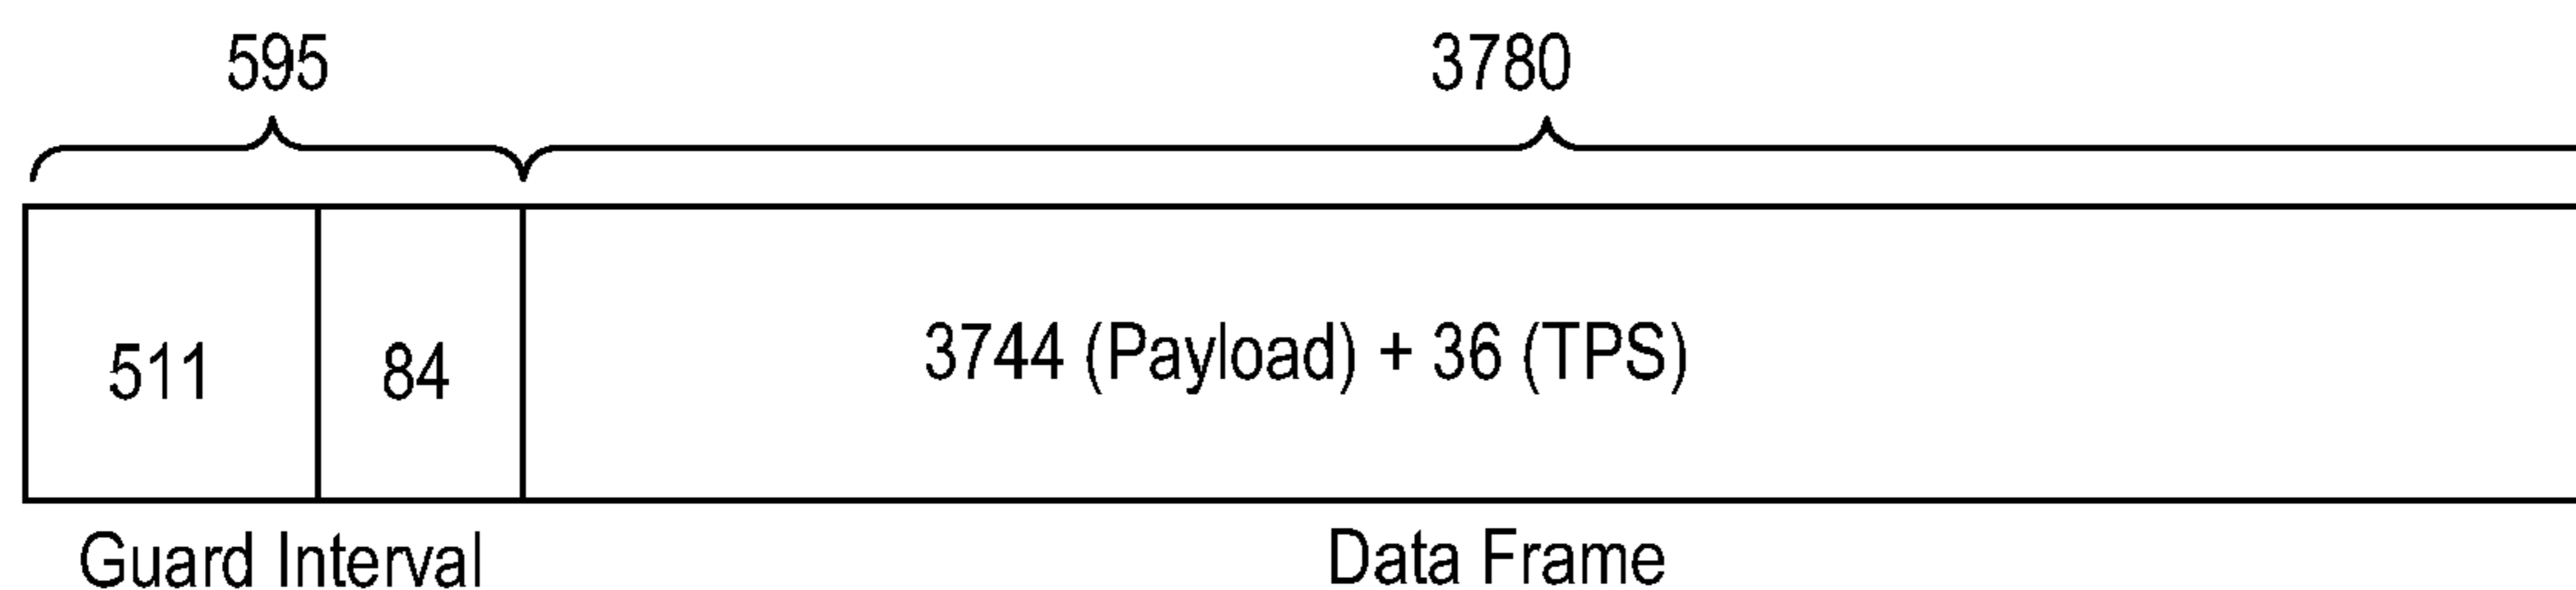 595 3780
511 84 3744 (Payload) + 36 (TPS)
Guard Interval Data Frame